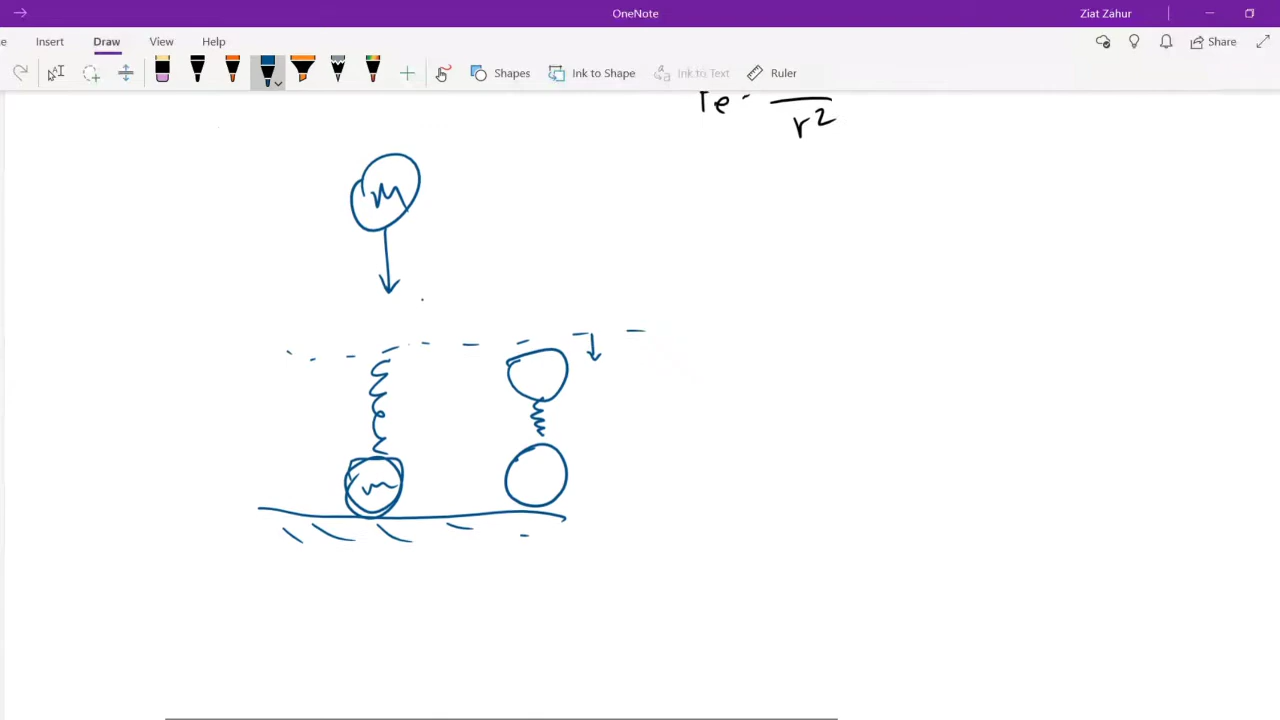 OneNote
Ziat Zahur
Insert Draw View Help
Share
Shapes Ink to Shape Ink to Text Ruler
r²
M
m